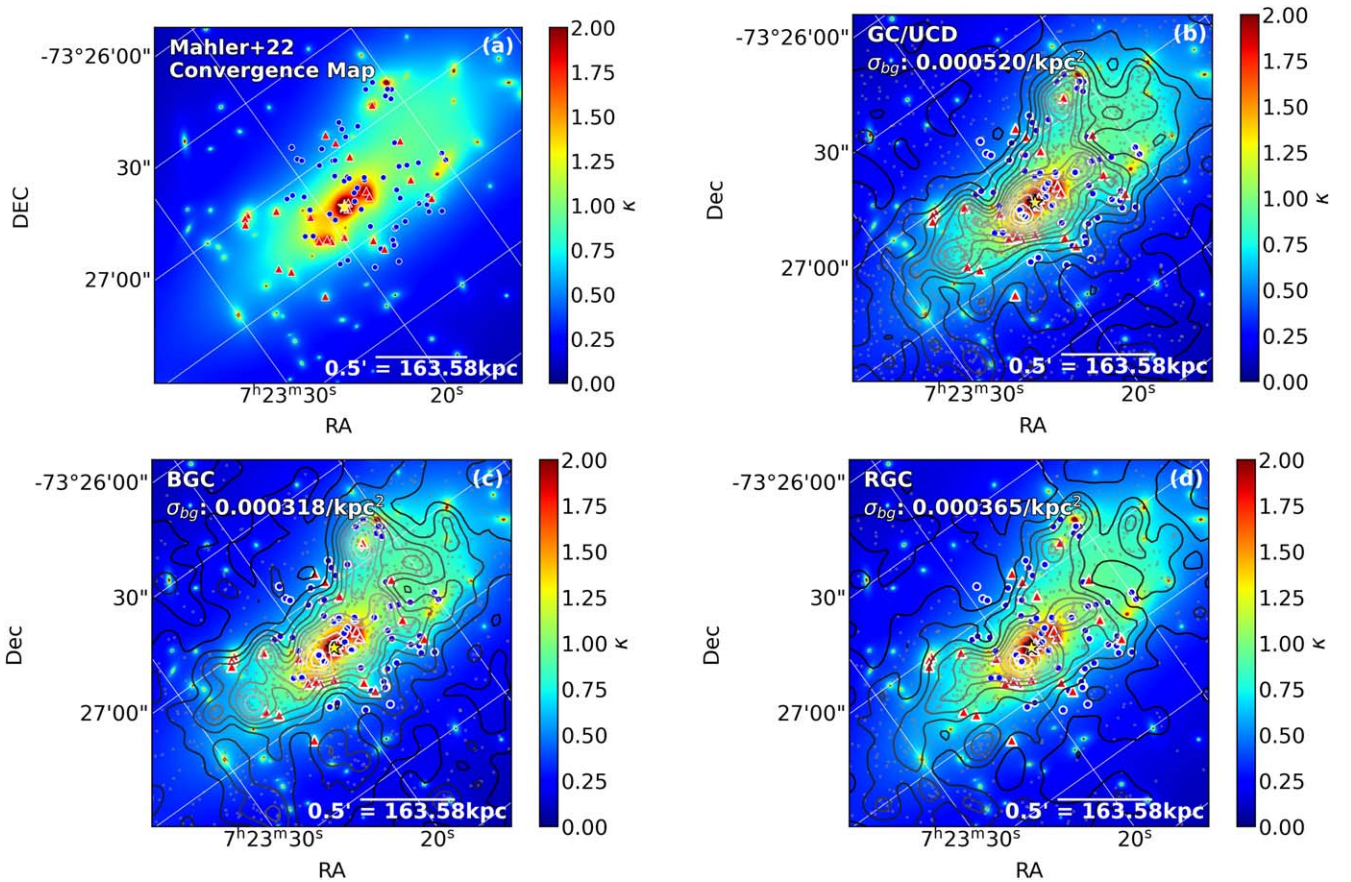 Mahler+22
Convergence Map
(a)
-73°26'00"
30"
27'00"
DEC
0.5' = 163.58kpc
7ʰ23ᵐ30ˢ
20ˢ
RA
2.00
1.75
1.50
1.25
1.00
0.75
0.50
0.25
0.00
κ
GC/UCD
(b)
σbg: 0.000520/kpc²
-73°26'00"
30"
27'00"
Dec
0.5' = 163.58kpc
7ʰ23ᵐ30ˢ
20ˢ
RA
2.00
1.75
1.50
1.25
1.00
0.75
0.50
0.25
0.00
κ
BGC
(c)
σbg: 0.000318/kpc²
-73°26'00"
30"
27'00"
Dec
0.5' = 163.58kpc
7ʰ23ᵐ30ˢ
20ˢ
RA
2.00
1.75
1.50
1.25
1.00
0.75
0.50
0.25
0.00
κ
RGC
(d)
σbg: 0.000365/kpc²
-73°26'00"
30"
27'00"
Dec
0.5' = 163.58kpc
7ʰ23ᵐ30ˢ
20ˢ
RA
2.00
1.75
1.50
1.25
1.00
0.75
0.50
0.25
0.00
κ